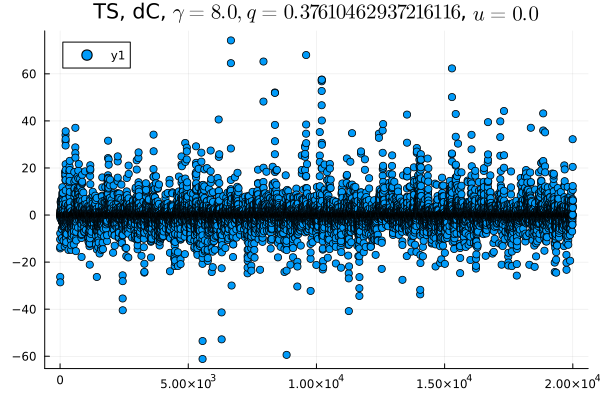 TS, dC, γ = 8.0, q = 0.37610462937216116, u = 0.0
y1
60
40
20
0
−20
−40
−60
0 5.00×10³ 1.00×10⁴ 1.50×10⁴ 2.00×10⁴